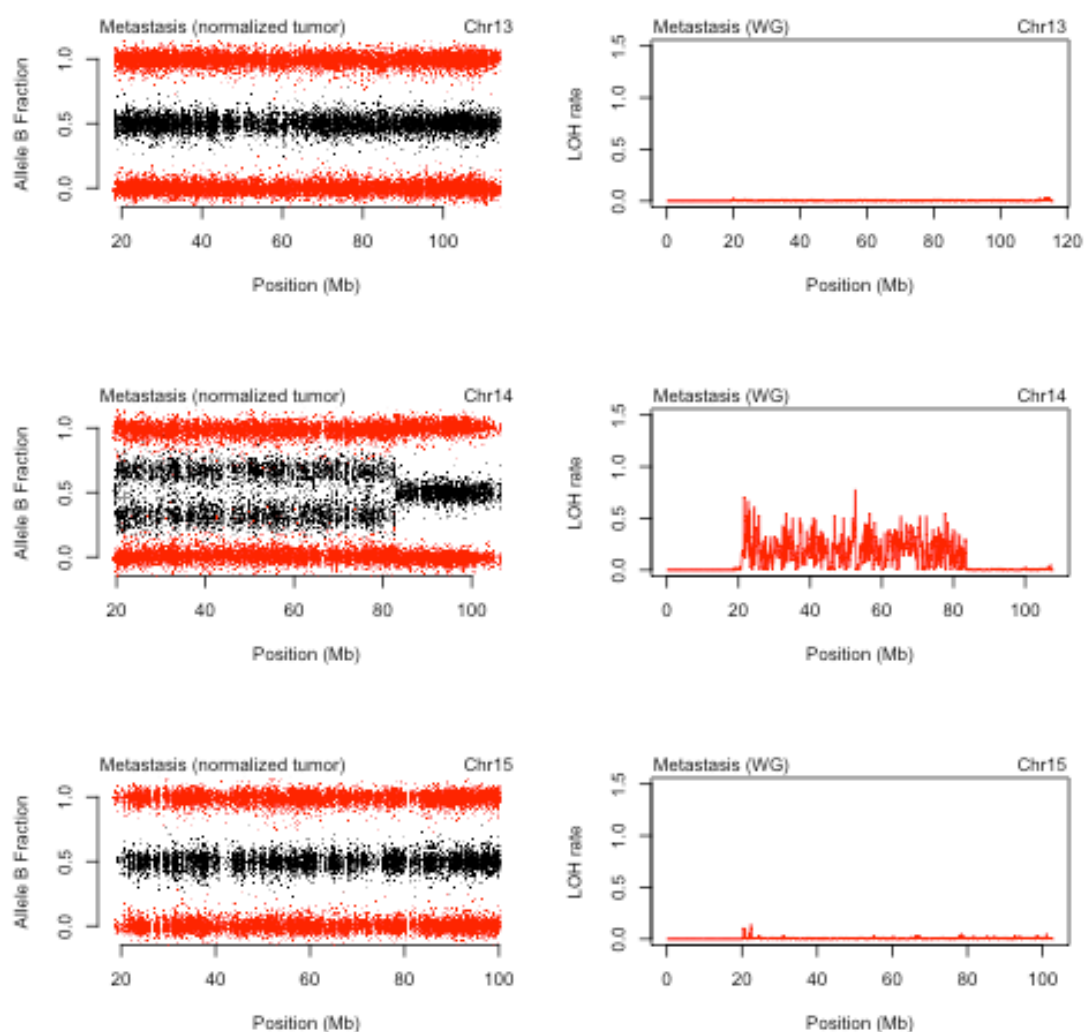 Metastasis (normalized tumor) Chr13
Allele B Fraction
1.0
0.5
0.0
20 40 60 80 100
Position (Mb)
Metastasis (WG) Chr13
LOH rate
1.5
1.0
0.5
0.0
0 20 40 60 80 100 120
Position (Mb)
Metastasis (normalized tumor) Chr14
Allele B Fraction
1.0
0.5
0.0
20 40 60 80 100
Position (Mb)
Metastasis (WG) Chr14
LOH rate
1.5
1.0
0.5
0.0
0 20 40 60 80 100
Position (Mb)
Metastasis (normalized tumor) Chr15
Allele B Fraction
1.0
0.5
0.0
20 40 60 80 100
Position (Mb)
Metastasis (WG) Chr15
LOH rate
1.5
1.0
0.5
0.0
0 20 40 60 80 100
Position (Mb)